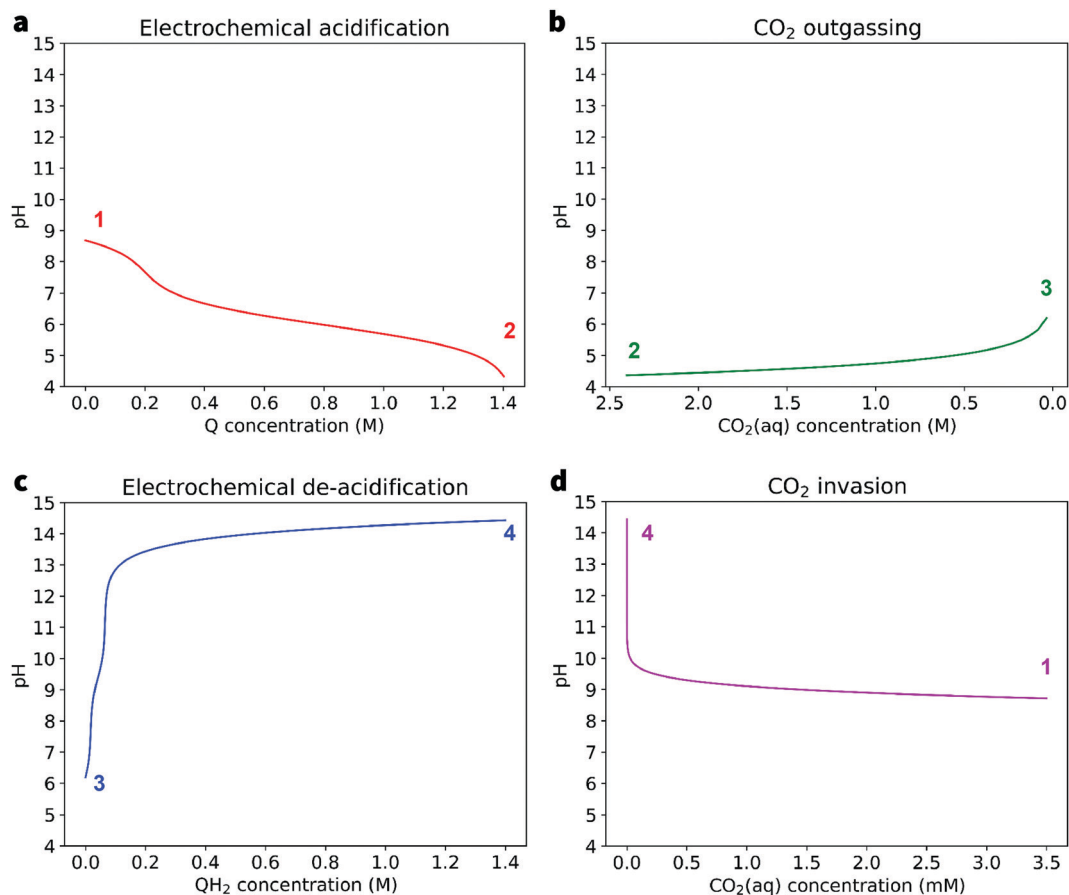 a
Electrochemical acidification
15
14
13
12
11
10
9
8
7
6
5
4
pH
1
2
0.0 0.2 0.4 0.6 0.8 1.0 1.2 1.4
Q concentration (M)
b
CO₂ outgassing
15
14
13
12
11
10
9
8
7
6
5
4
pH
3
2
2.5 2.0 1.5 1.0 0.5 0.0
CO₂(aq) concentration (M)
c
Electrochemical de-acidification
15
14
13
12
11
10
9
8
7
6
5
4
pH
4
3
0.0 0.2 0.4 0.6 0.8 1.0 1.2 1.4
QH₂ concentration (M)
d
CO₂ invasion
15
14
13
12
11
10
9
8
7
6
5
4
pH
4
1
0.0 0.5 1.0 1.5 2.0 2.5 3.0 3.5
CO₂(aq) concentration (mM)